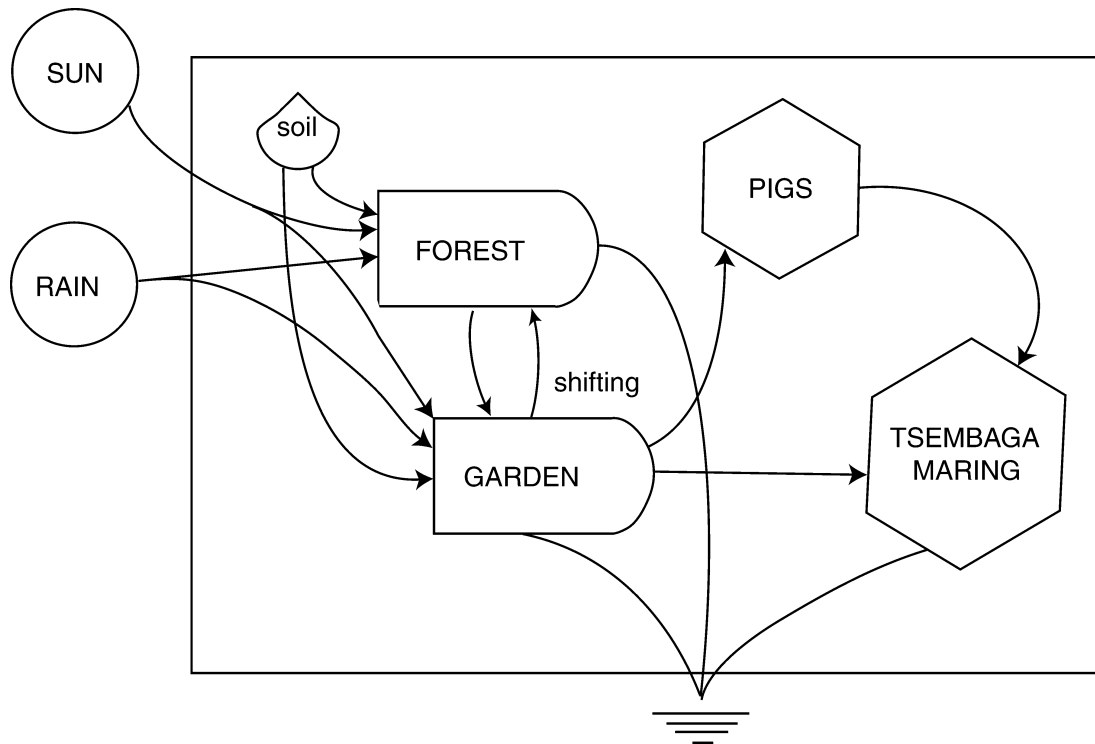 SUN
soil
PIGS
FOREST
RAIN
shifting
TSEMBAGA
MARING
GARDEN